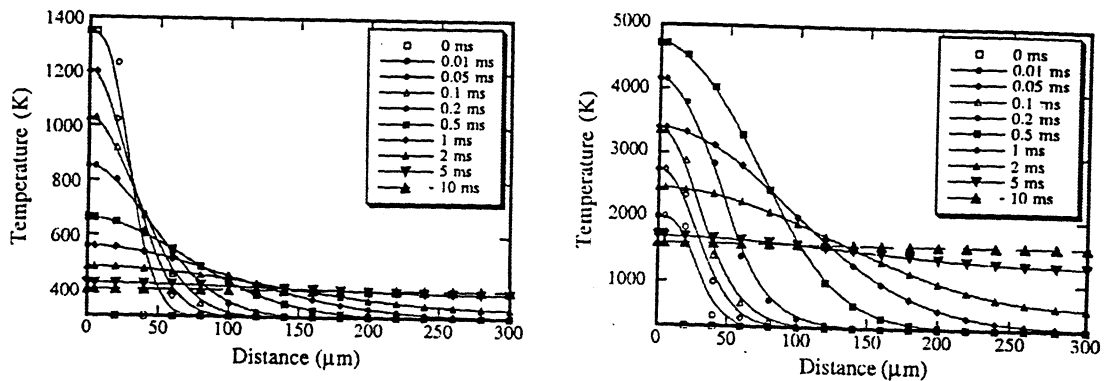 1400
1200
1000
800
600
400
Temperature (K)
0 50 100 150 200 250 300
Distance (μm)
0 ms
0.01 ms
0.05 ms
0.1 ms
0.2 ms
0.5 ms
1 ms
2 ms
5 ms
- 10 ms
5000
4000
3000
2000
1000
Temperature (K)
0 50 100 150 200 250 300
Distance (μm)
0 ms
0.01 ms
0.05 ms
0.1 ms
0.2 ms
0.5 ms
1 ms
2 ms
5 ms
- 10 ms